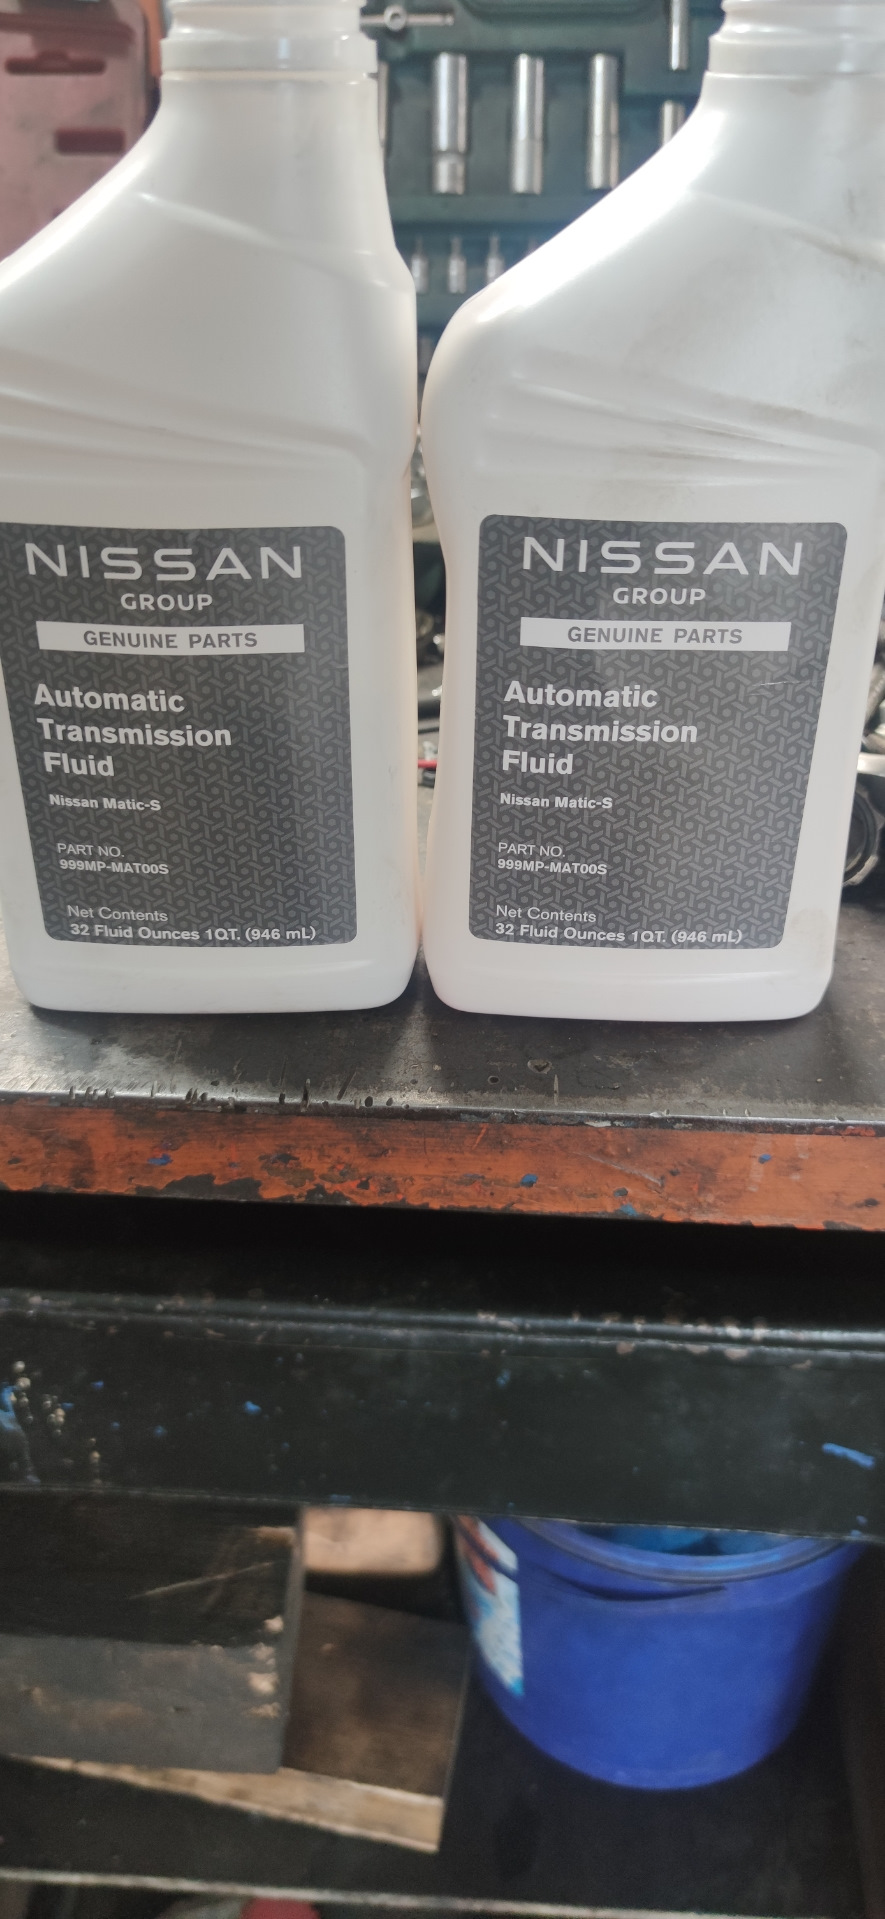 NISSAN
GROUP
GENUINE PARTS
Automatic
Transmission
Fluid
Nissan Matic-S
PART NO.
999MP-MAT00S
Net Contents
32 Fluid Ounces 1QT. (946 mL)
NISSAN
GROUP
GENUINE PARTS
Automatic
Transmission
Fluid
Nissan Matic-S
PART NO.
999MP-MAT00S
Net Contents
32 Fluid Ounces 1QT. (946 mL)